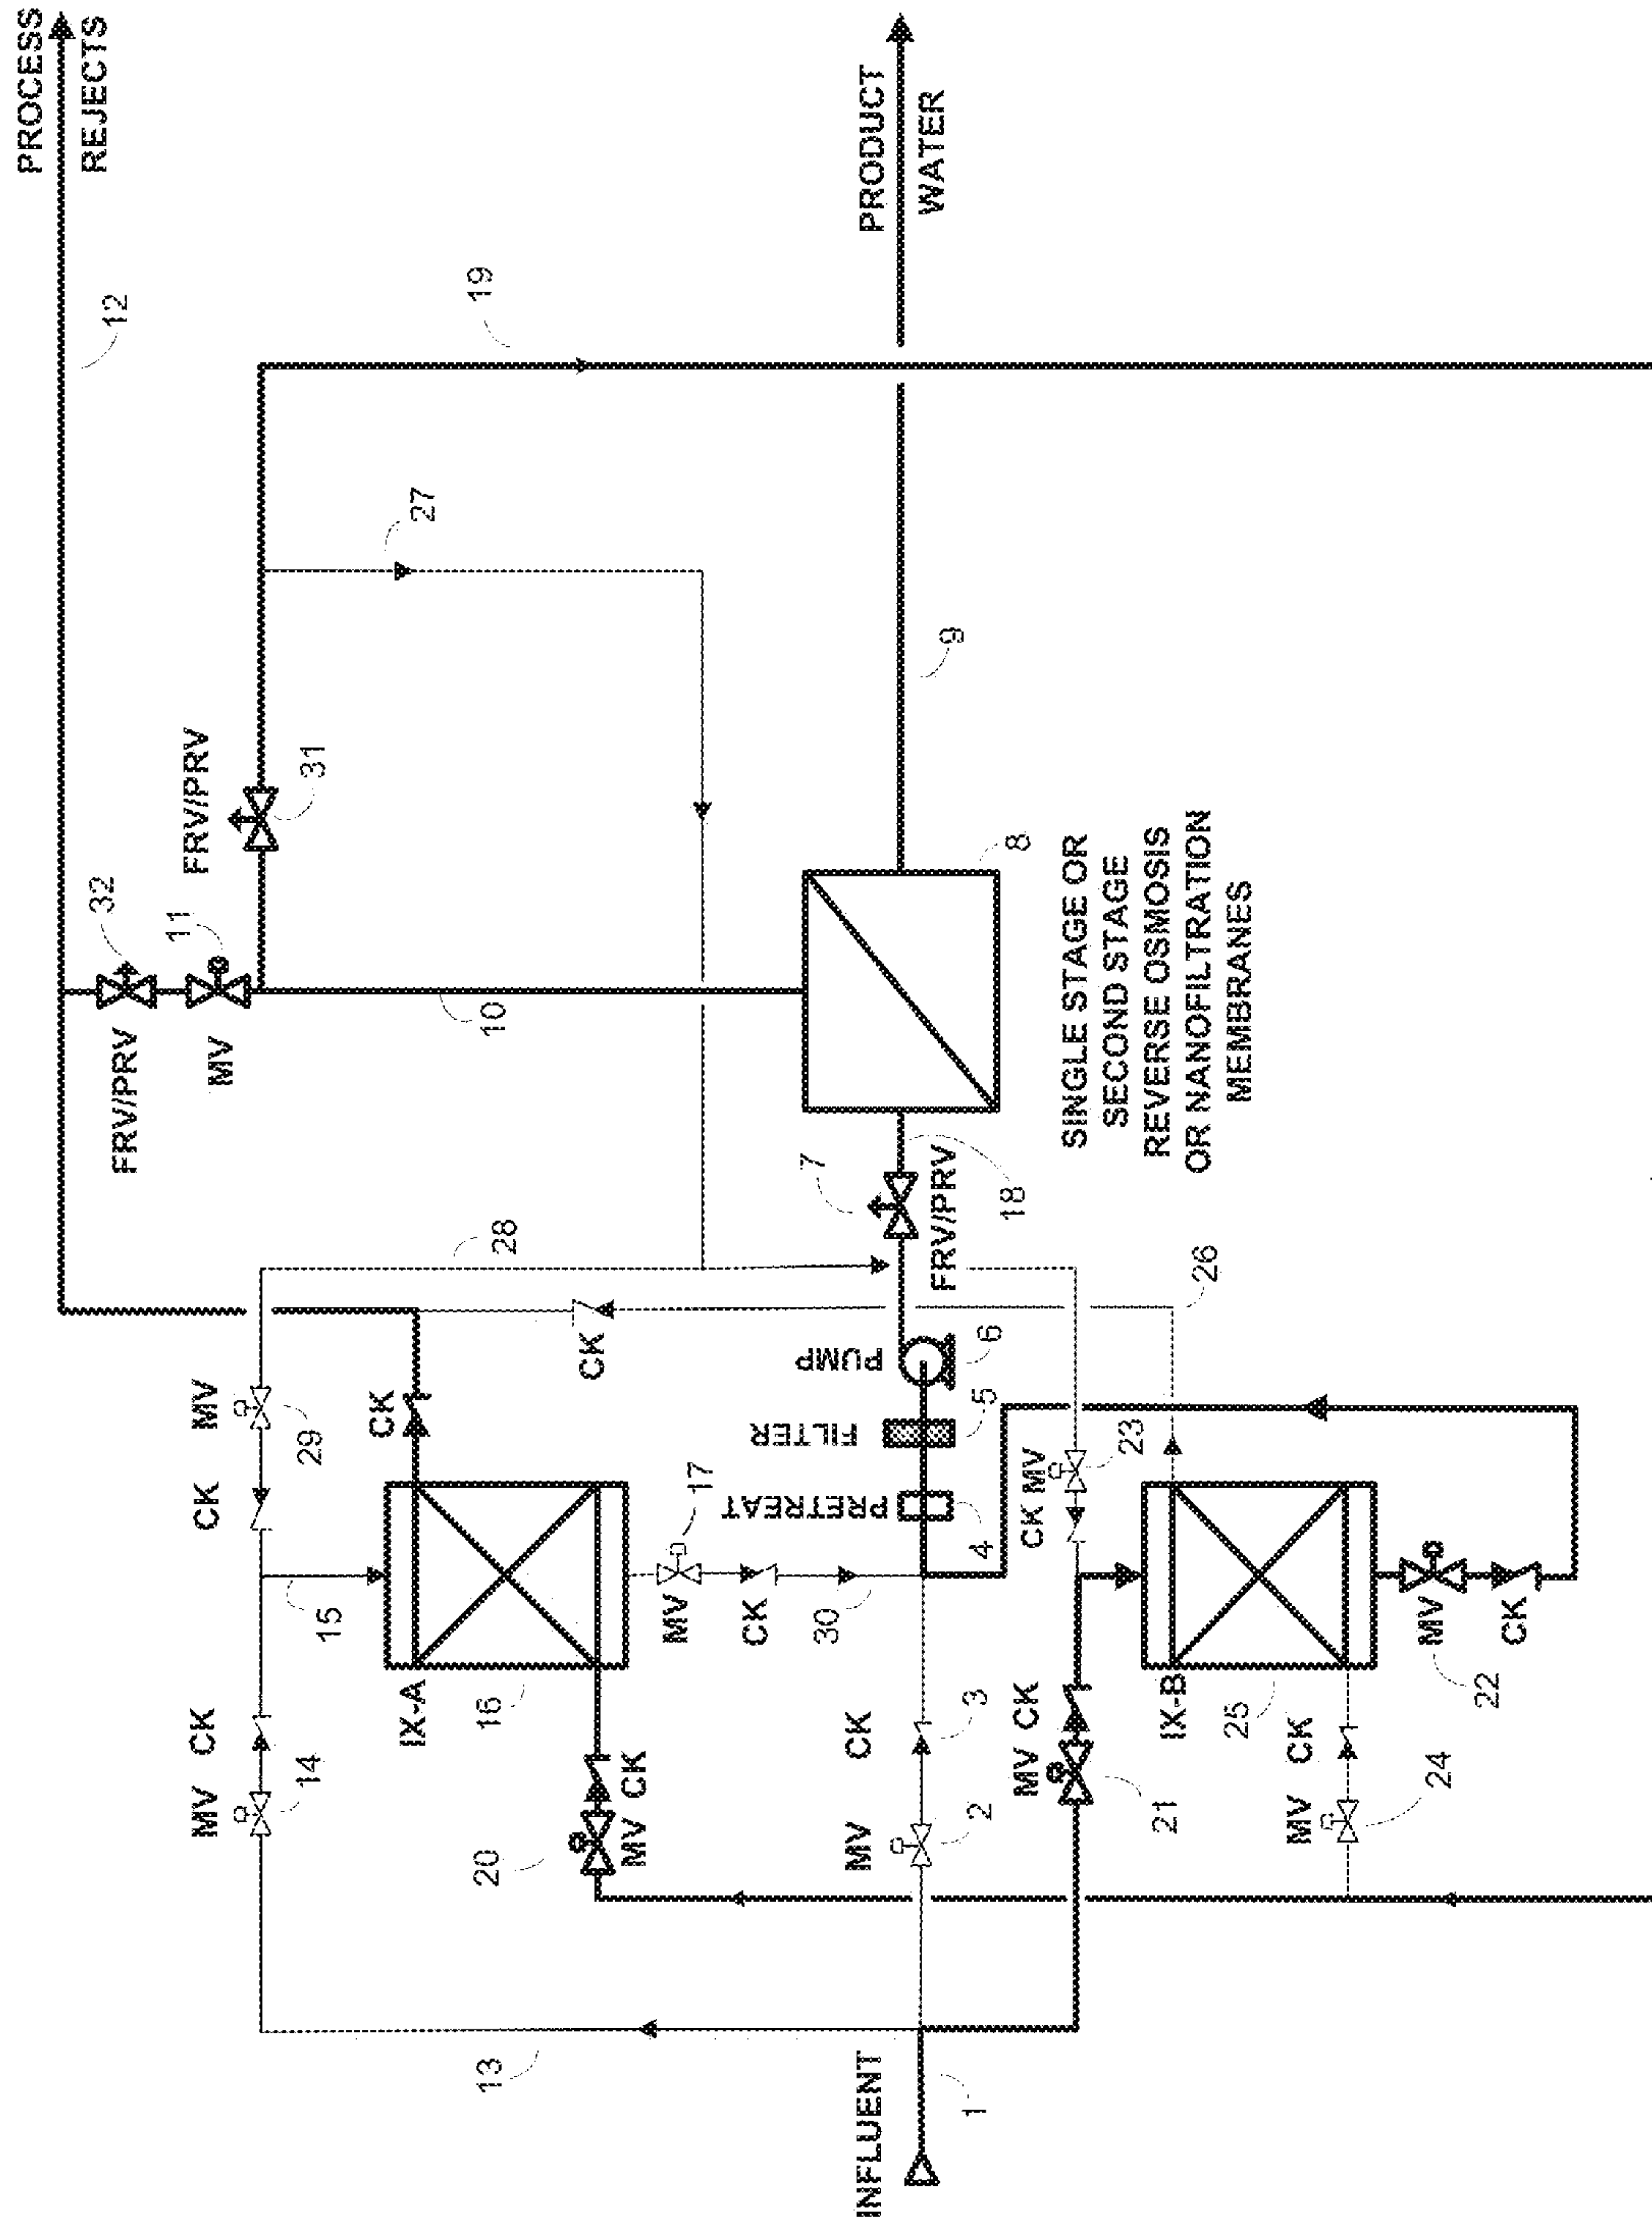 PROCESS
REJECTS
12
19
PRODUCT
WATER
27
9
FRV/PRV
31
32
11
FRV/PRV
MV
10
8
SINGLE STAGE OR
SECOND STAGE
REVERSE OSMOSIS
OR NANOFILTRATION
MEMBRANES
7
FRV/PRV
18
28
26
CK
PUMP
6
MV
29
CK
CK
FILTER
5
17
PRETREAT
4
CK MV
23
15
MV
CK
30
IX-A
16
MV CK
14
20
MV CK
CK
3
MV
2
MV CK
21
IX-B
25
MV CK
24
MV
22
CK
13
INFLUENT
1